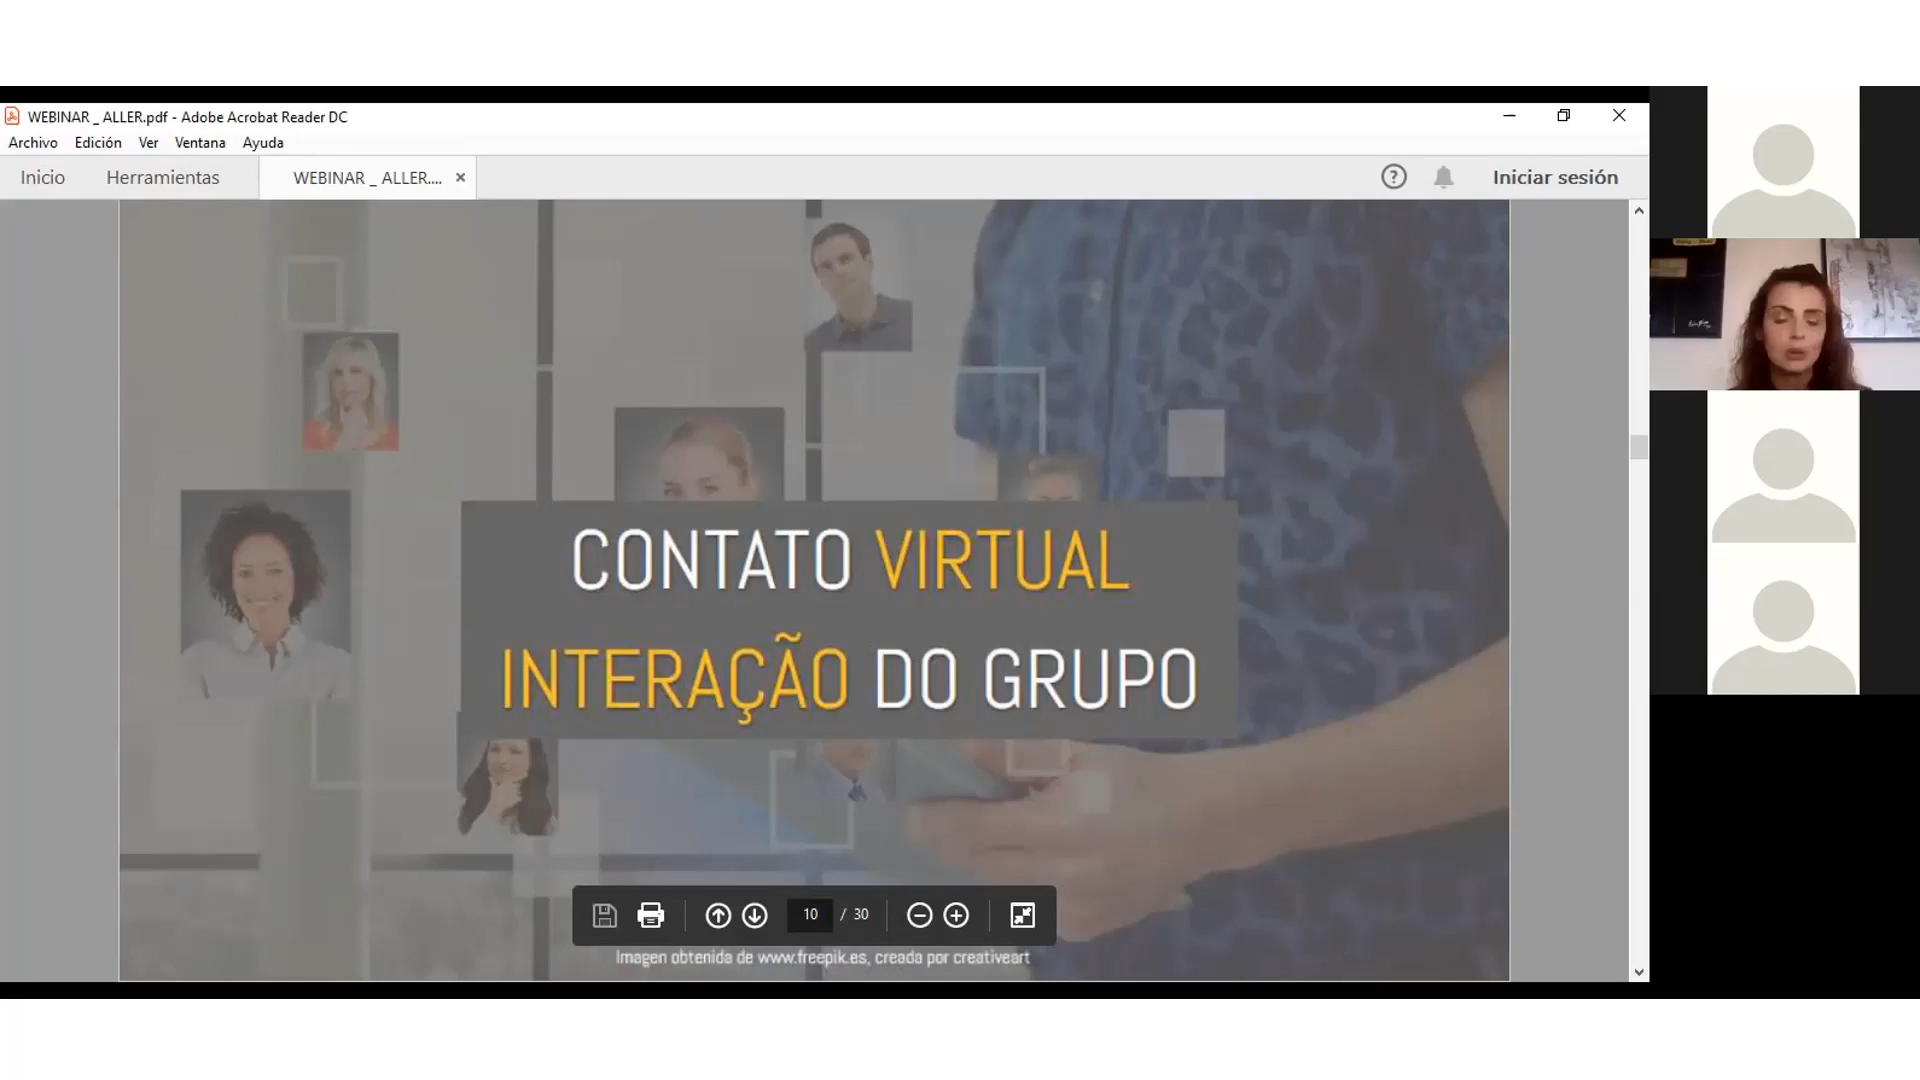 WEBINAR _ ALLER.pdf - Adobe Acrobat Reader DC
Archivo Edición Ver Ventana Ayuda
Inicio Herramientas WEBINAR _ ALLER.... × Iniciar sesión
CONTATO VIRTUAL
INTERAÇÃO DO GRUPO
10 / 30
Imagen obtenida de www.freepik.es, creada por creativeart